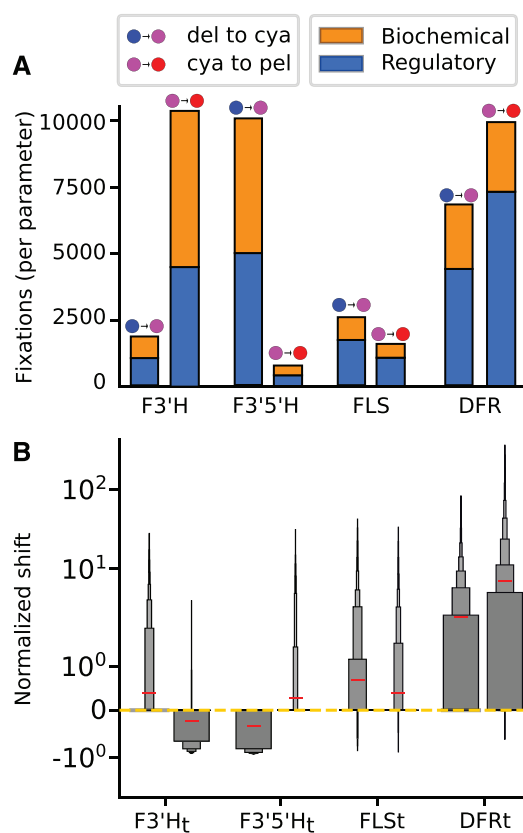 del to cya
cya to pel
Biochemical
Regulatory
A
Fixations (per parameter)
10000
7500
5000
2500
0
F3'H
F3'5'H
FLS
DFR
B
Normalized shift
10²
10¹
10⁰
0
-10⁰
F3'Ht
F3'5'Ht
FLSt
DFRt